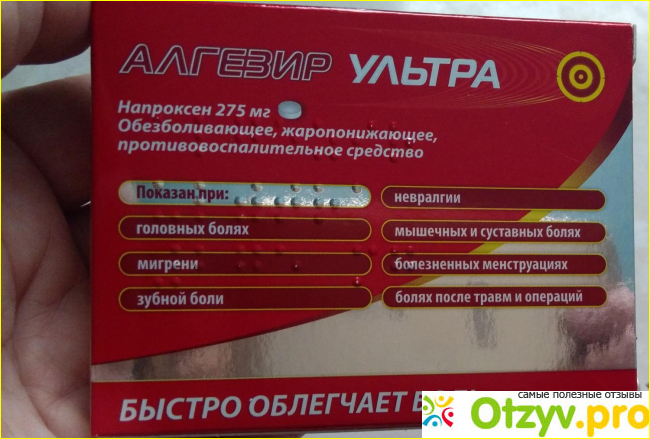 АЛГЕЗИР УЛЬТРА
Напроксен 275 мг
Обезболивающее, жаропонижающее,
противовоспалительное средство
Показан при:
головных болях
мигрени
зубной боли
невралгии
мышечных и суставных болях
болезненных менструациях
болях после травм и операций
БЫСТРО ОБЛЕГЧАЕТ
самые полезные отзывы
Otzyv.pro